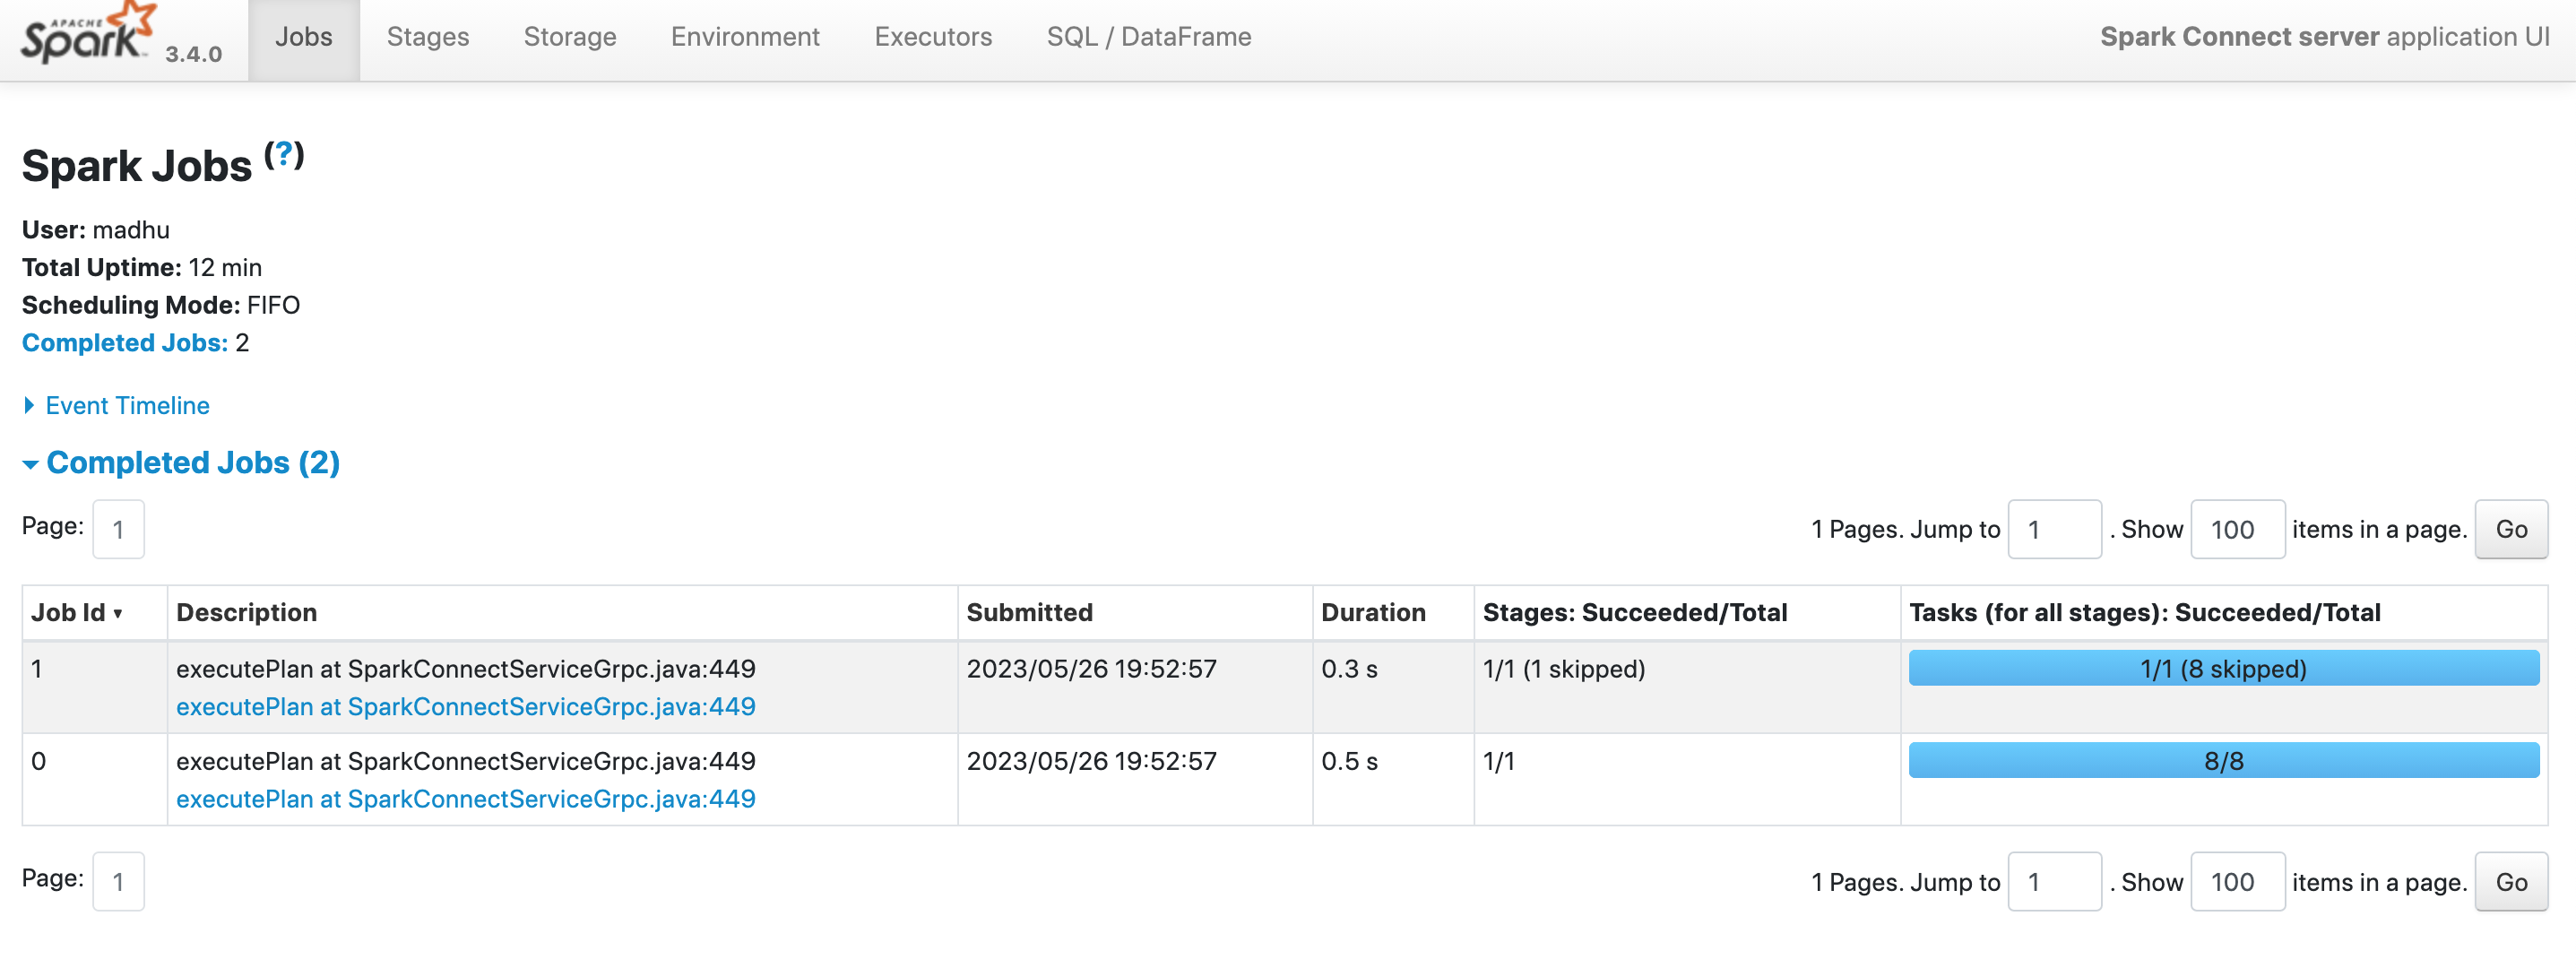 APACHE
Spark 3.4.0 Jobs Stages Storage Environment Executors SQL / DataFrame Spark Connect server application UI
Spark Jobs (?)
User: madhu
Total Uptime: 12 min
Scheduling Mode: FIFO
Completed Jobs: 2
Event Timeline
Completed Jobs (2)
Page: 1 1 Pages. Jump to 1 . Show 100 items in a page. Go
Job Id ▾ Description Submitted Duration Stages: Succeeded/Total Tasks (for all stages): Succeeded/Total
1 executePlan at SparkConnectServiceGrpc.java:449 2023/05/26 19:52:57 0.3 s 1/1 (1 skipped) 1/1 (8 skipped)
executePlan at SparkConnectServiceGrpc.java:449
0 executePlan at SparkConnectServiceGrpc.java:449 2023/05/26 19:52:57 0.5 s 1/1 8/8
executePlan at SparkConnectServiceGrpc.java:449
Page: 1 1 Pages. Jump to 1 . Show 100 items in a page. Go